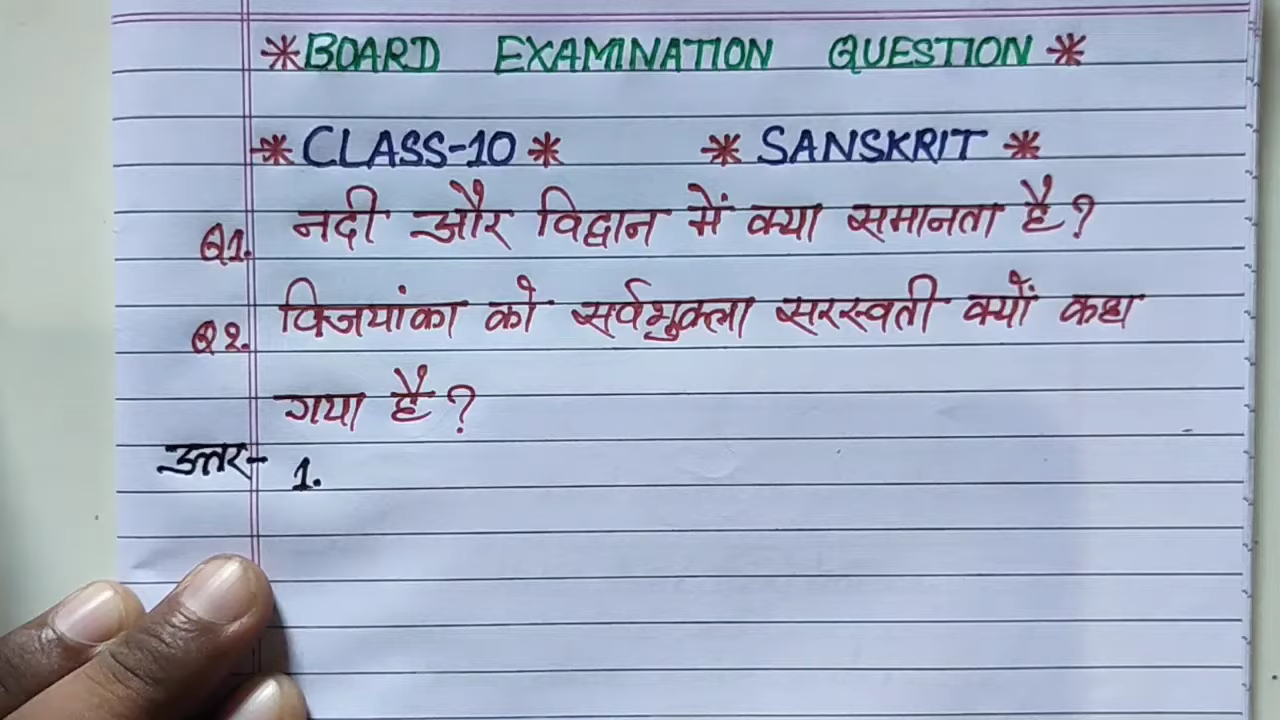 *BOARD EXAMINATION QUESTION*
*CLASS-10* *SANSKRIT*
Q1. नदी और विद्वान में क्या समानता है?
Q2. विजयांका को सर्वशुक्ला सरस्वती क्यों कहा
गया है?
उत्तर- 1.